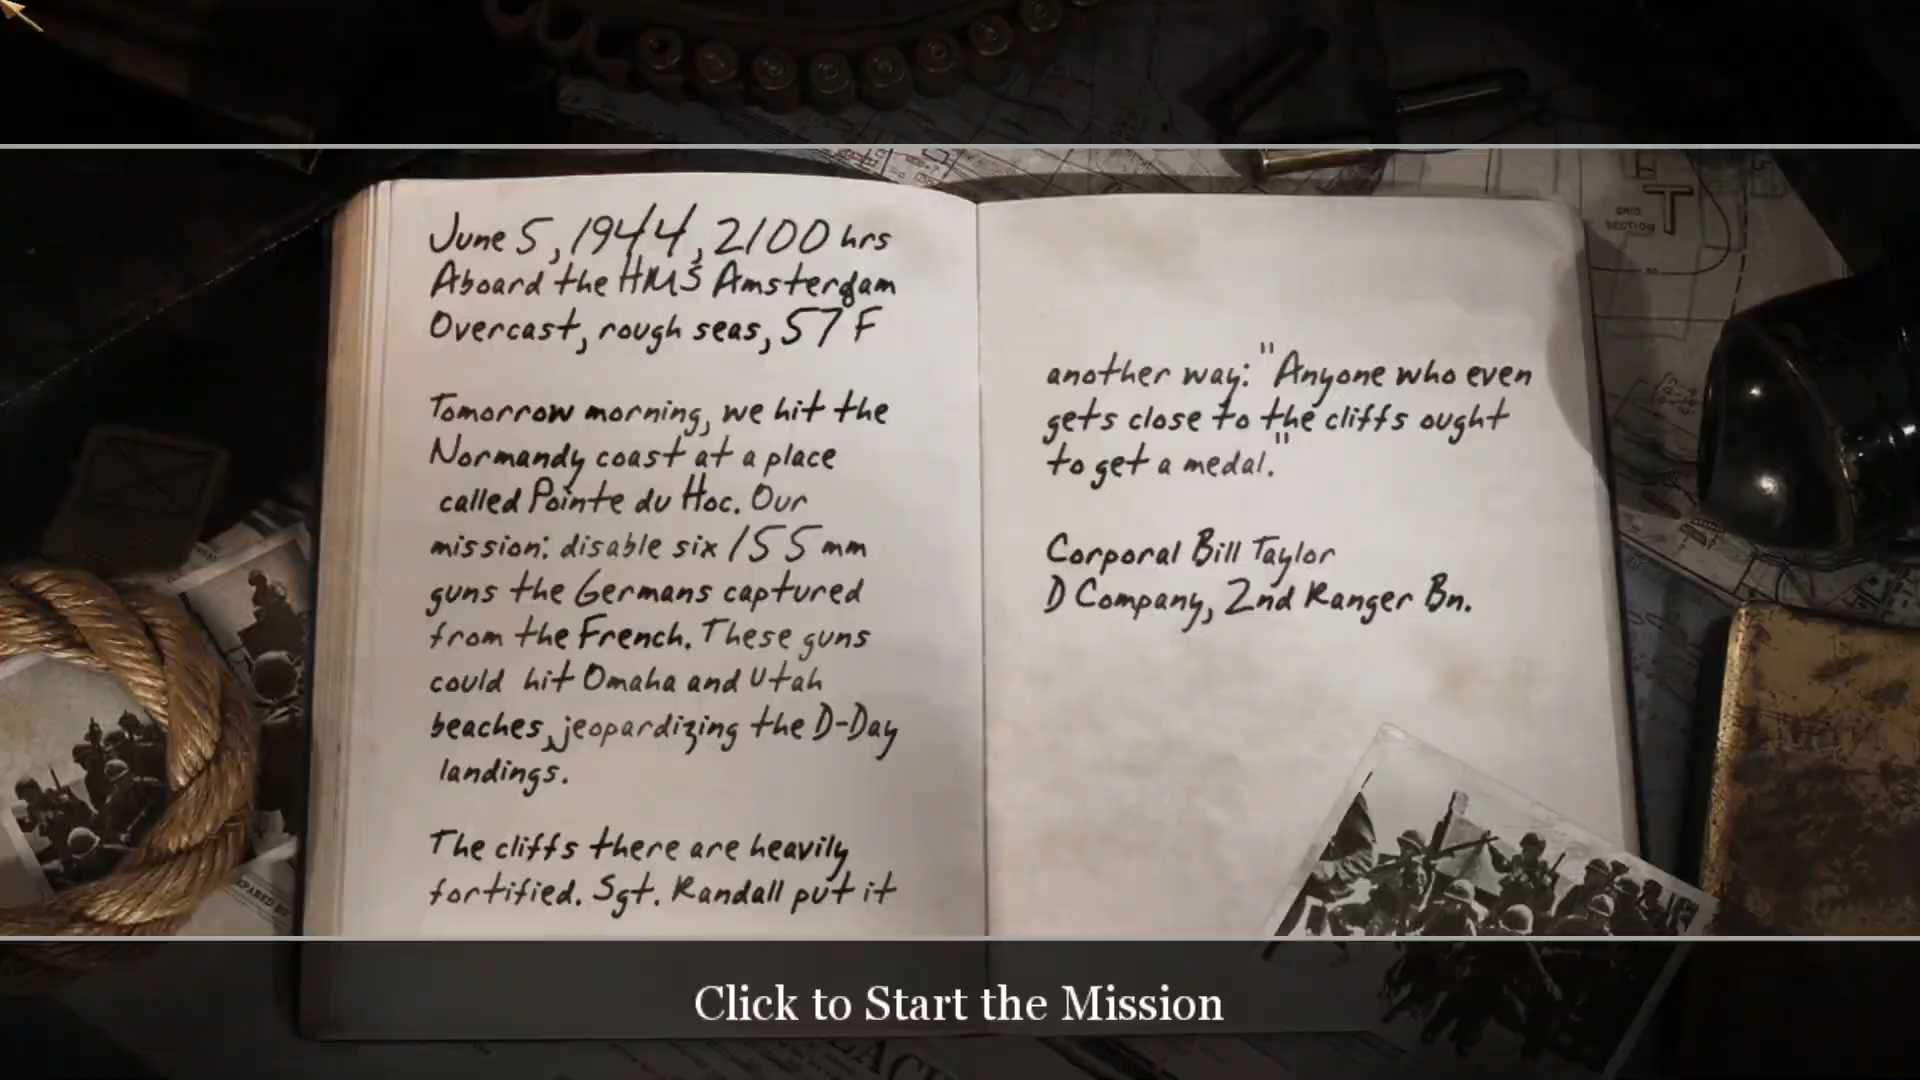 June 5, 1944, 2100 hrs
Aboard the HMS Amsterdam
Overcast, rough seas, 57 F
Tomorrow morning, we hit the
Normandy coast at a place
called Pointe du Hoc. Our
mission: disable six 155 mm
guns the Germans captured
from the French. These guns
could hit Omaha and Utah
beaches, jeopardizing the D-Day
landings.
The cliffs there are heavily
fortified. Sgt. Randall put it
another way: "Anyone who even
gets close to the cliffs ought
to get a medal."
Corporal Bill Taylor
D Company, 2nd Ranger Bn.
GRID
SECTION
T
Click to Start the Mission